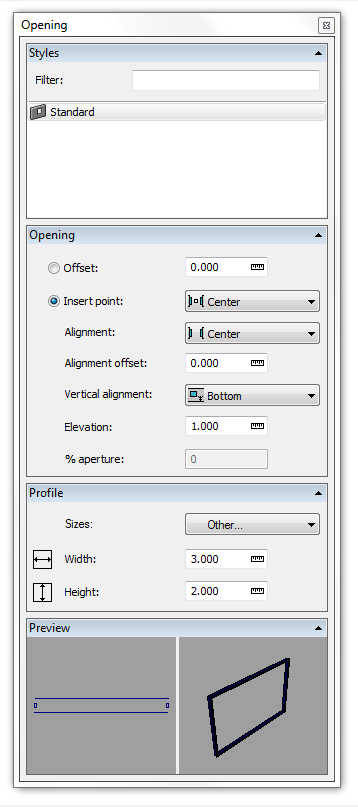 Opening
Styles
Filter:
Standard
Opening
Offset: 0.000
Insert point: Center
Alignment: Center
Alignment offset: 0.000
Vertical alignment: Bottom
Elevation: 1.000
% aperture: 0
Profile
Sizes: Other...
Width: 3.000
Height: 2.000
Preview